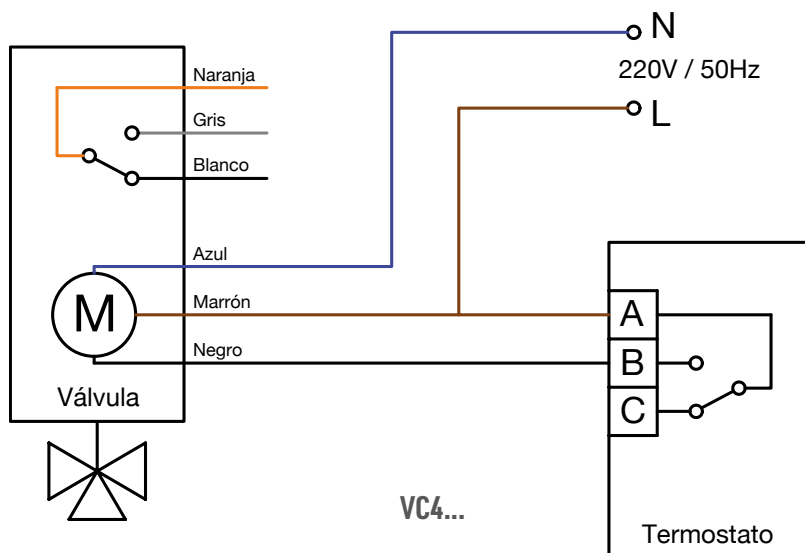 N
220V / 50Hz
L
Naranja
Gris
Blanco
Azul
Marrón
Negro
M
Válvula
A
B
C
VC4...
Termostato